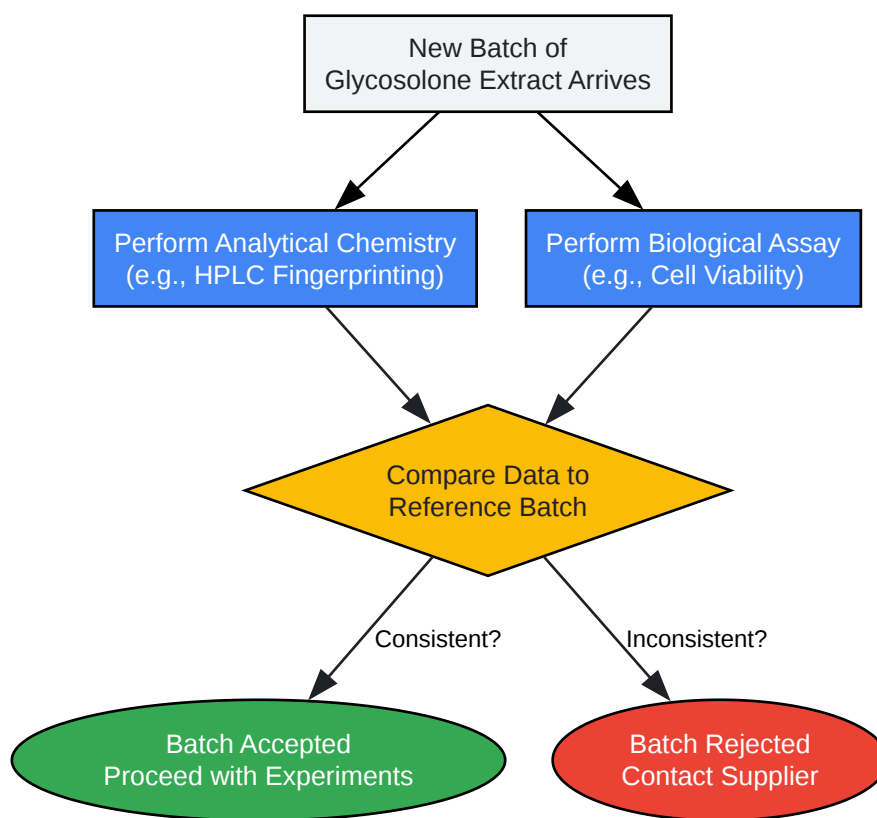 New Batch of
Glycosolone Extract Arrives
Perform Analytical Chemistry
(e.g., HPLC Fingerprinting)
Perform Biological Assay
(e.g., Cell Viability)
Compare Data to
Reference Batch
Consistent?
Inconsistent?
Batch Accepted
Proceed with Experiments
Batch Rejected
Contact Supplier